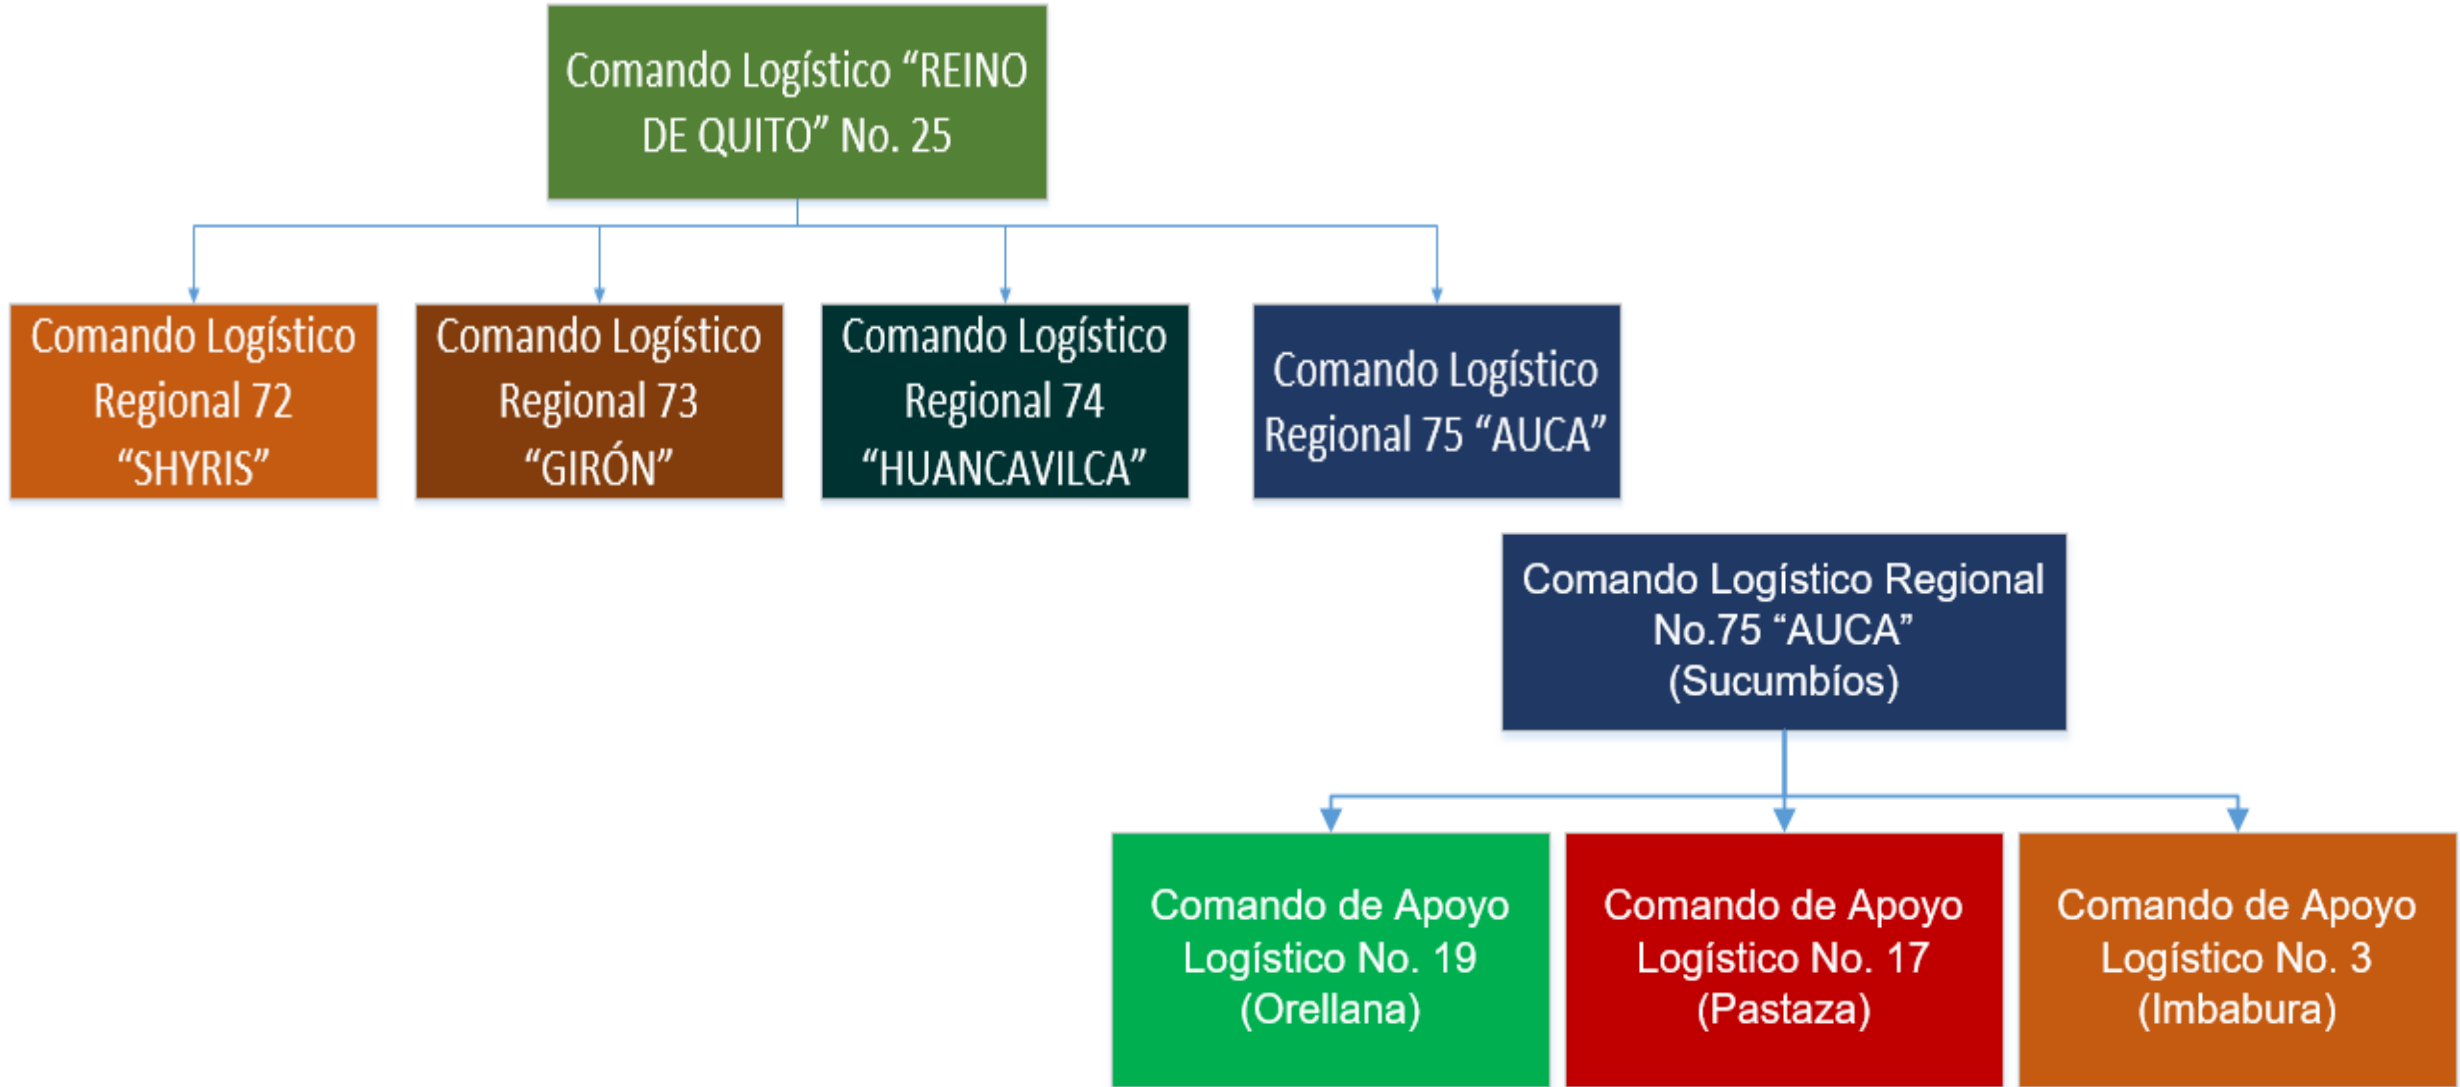 Comando Logístico “REINO
DE QUITO” No. 25
Comando Logístico
Regional 72
“SHYRIS”
Comando Logístico
Regional 73
“GIRÓN”
Comando Logístico
Regional 74
“HUANCAVILCA”
Comando Logístico
Regional 75 “AUCA”
Comando Logístico Regional
No.75 “AUCA”
(Sucumbíos)
Comando de Apoyo
Logístico No. 19
(Orellana)
Comando de Apoyo
Logístico No. 17
(Pastaza)
Comando de Apoyo
Logístico No. 3
(Imbabura)